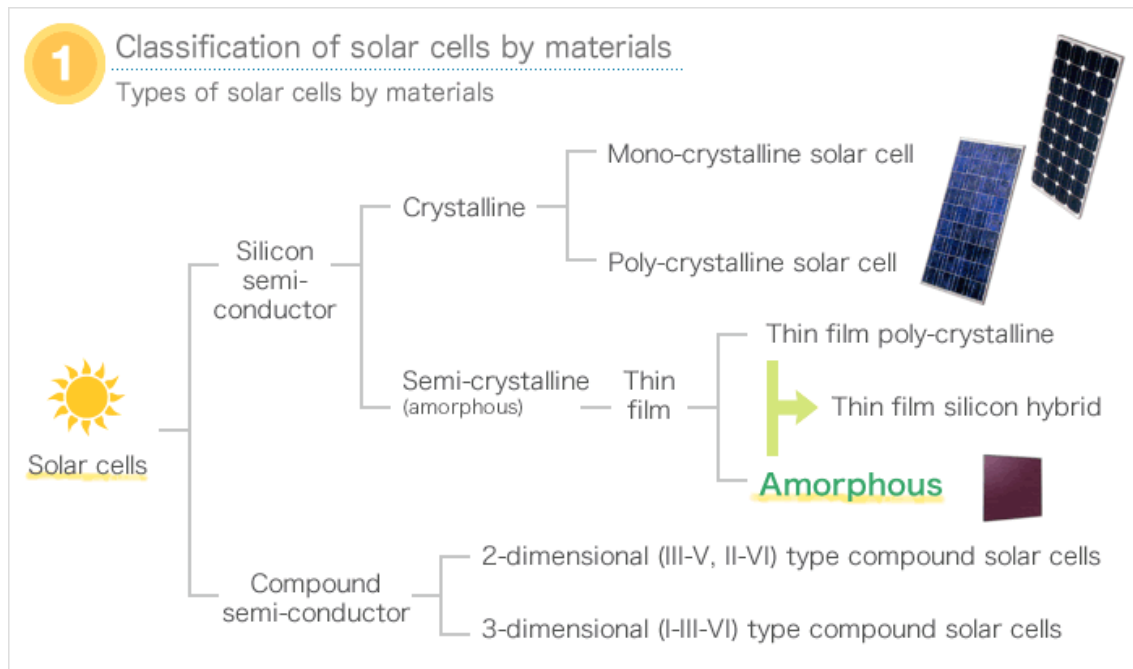 1
Classification of solar cells by materials
Types of solar cells by materials
Mono-crystalline solar cell
Crystalline
Silicon
semi-
conductor
Poly-crystalline solar cell
Thin film poly-crystalline
Semi-crystalline
(amorphous)
Thin
film
Thin film silicon hybrid
Solar cells
Amorphous
2-dimensional (III-V, II-VI) type compound solar cells
Compound
semi-conductor
3-dimensional (I-III-VI) type compound solar cells